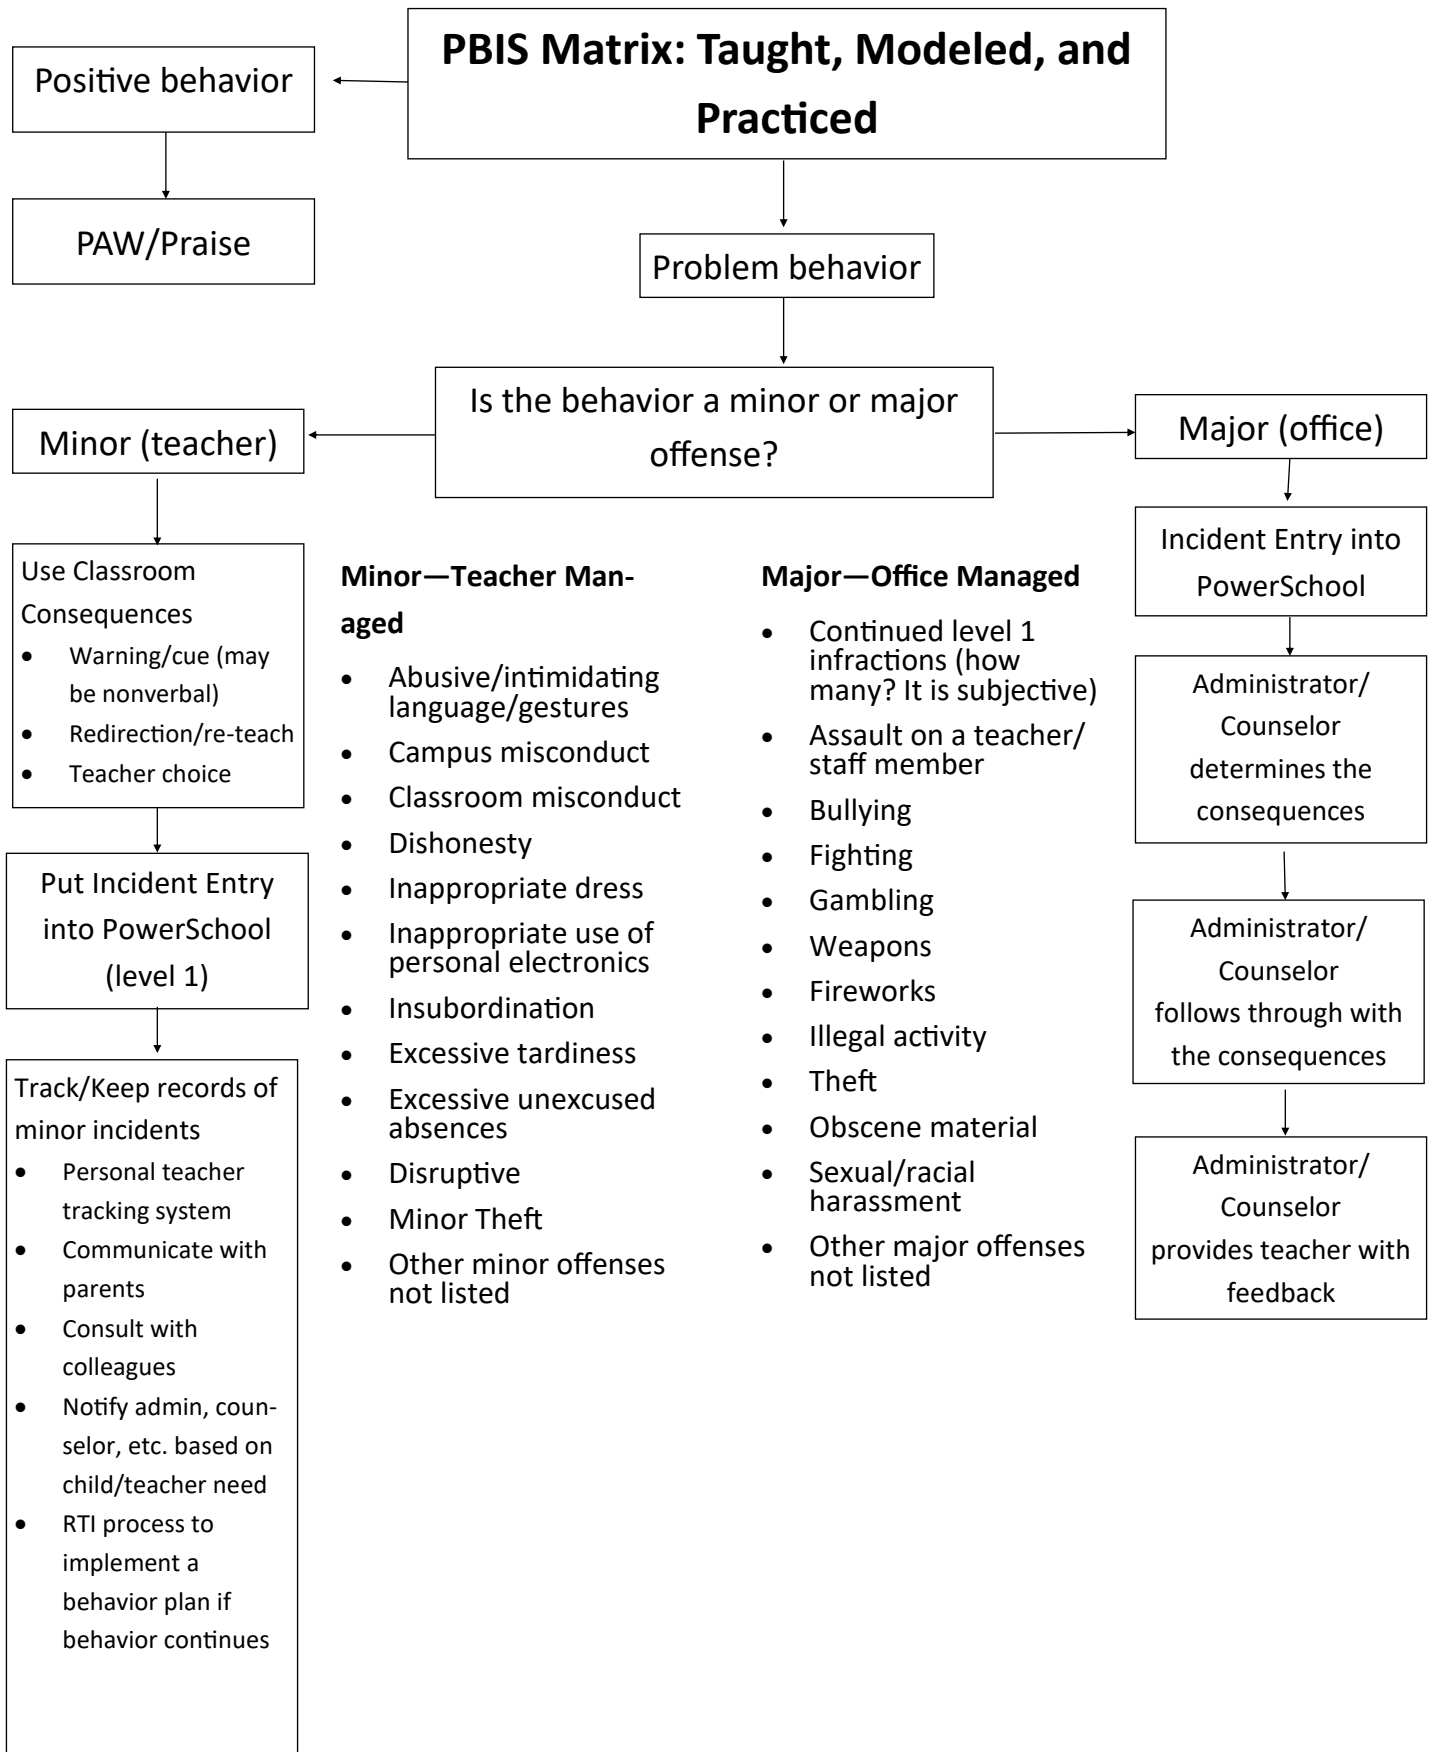 PBIS Matrix: Taught, Modeled, and
Practiced
Positive behavior
PAW/Praise
Problem behavior
Is the behavior a minor or major
offense?
Minor (teacher)
Use Classroom
Consequences
• Warning/cue (may
be nonverbal)
• Redirection/re-teach
• Teacher choice
Put Incident Entry
into PowerSchool
(level 1)
Track/Keep records of
minor incidents
• Personal teacher
tracking system
• Communicate with
parents
• Consult with
colleagues
• Notify admin, coun-
selor, etc. based on
child/teacher need
• RTI process to
implement a
behavior plan if
behavior continues
Minor—Teacher Man-
aged
• Abusive/intimidating
language/gestures
• Campus misconduct
• Classroom misconduct
• Dishonesty
• Inappropriate dress
• Inappropriate use of
personal electronics
• Insubordination
• Excessive tardiness
• Excessive unexcused
absences
• Disruptive
• Minor Theft
• Other minor offenses
not listed
Major—Office Managed
• Continued level 1
infractions (how
many? It is subjective)
• Assault on a teacher/
staff member
• Bullying
• Fighting
• Gambling
• Weapons
• Fireworks
• Illegal activity
• Theft
• Obscene material
• Sexual/racial
harassment
• Other major offenses
not listed
Major (office)
Incident Entry into
PowerSchool
Administrator/
Counselor
determines the
consequences
Administrator/
Counselor
follows through with
the consequences
Administrator/
Counselor
provides teacher with
feedback